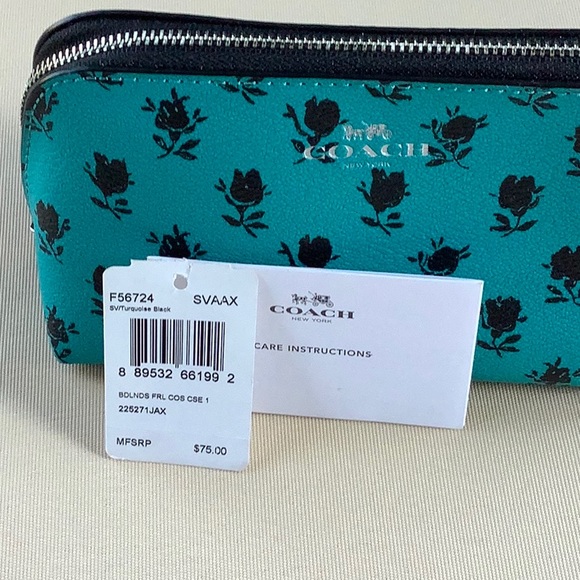 COACH
NEW YORK
F56724 SVAAX
SV/Turquoise Black
8 89532 66199 2
BDLNDS FRL COS CSE 1
225271JAX
MFSRP $75.00
COACH
NEW YORK
CARE INSTRUCTIONS